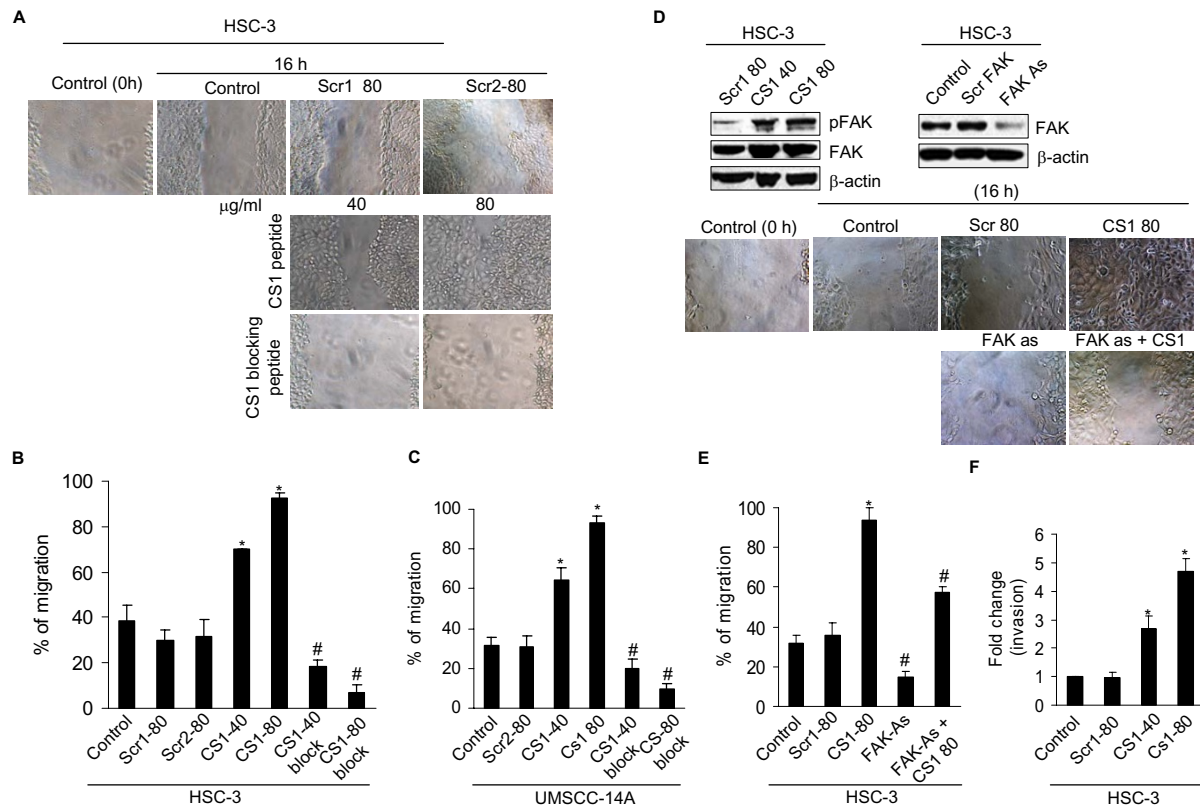 A
HSC-3
Control (0h)
16 h
Control
Scr1 80
Scr2-80
μg/ml
40
80
CS1 peptide
CS1 blocking
peptide
D
HSC-3
Scr1 80
CS1 40
CS1 80
pFAK
FAK
β-actin
HSC-3
Control
Scr FAK
FAK As
FAK
β-actin
(16 h)
Control (0 h)
Control
Scr 80
CS1 80
FAK as
FAK as + CS1
B
% of migration
100
80
60
40
20
0
*
*
#
#
Control
Scr1-80
Scr2-80
CS1-40
CS1-80
CS1-40
block
CS1-80
block
HSC-3
C
% of migration
100
80
60
40
20
0
*
*
#
#
Control
Scr2-80
CS1-40
Cs1 80
CS1-40
block
CS-80
block
UMSCC-14A
E
% of migration
100
80
60
40
20
0
*
#
#
Control
Scr1-80
CS1-80
FAK-As
FAK-As +
CS1 80
HSC-3
F
Fold change
(invasion)
6
5
4
3
2
1
0
*
*
Control
Scr1-80
CS1-40
Cs1-80
HSC-3